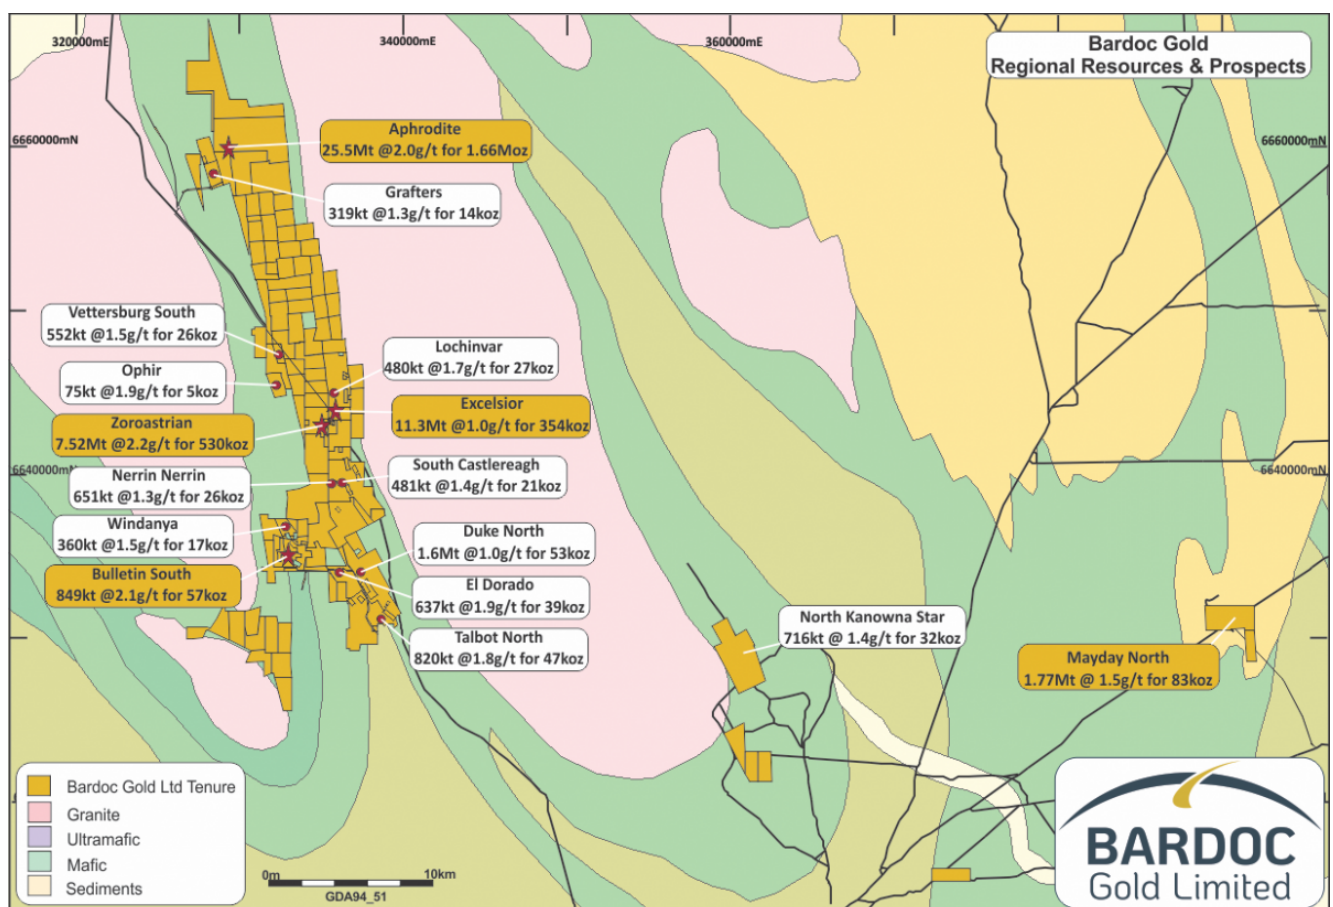 320000mE
340000mE
360000mE
Bardoc Gold
Regional Resources & Prospects
6660000mN
6660000mN
Aphrodite
25.5Mt @2.0g/t for 1.66Moz
Grafters
319kt @1.3g/t for 14koz
Vettersburg South
552kt @1.5g/t for 26koz
Lochinvar
480kt @1.7g/t for 27koz
Ophir
75kt @1.9g/t for 5koz
Excelsior
11.3Mt @1.0g/t for 354koz
Zoroastrian
7.52Mt @2.2g/t for 530koz
6640000mN
6640000mN
Nerrin Nerrin
651kt @1.3g/t for 26koz
South Castlereagh
481kt @1.4g/t for 21koz
Windanya
360kt @1.5g/t for 17koz
Duke North
1.6Mt @1.0g/t for 53koz
Bulletin South
849kt @2.1g/t for 57koz
El Dorado
637kt @1.9g/t for 39koz
Talbot North
820kt @1.8g/t for 47koz
North Kanowna Star
716kt @ 1.4g/t for 32koz
Mayday North
1.77Mt @ 1.5g/t for 83koz
Bardoc Gold Ltd Tenure
Granite
Ultramafic
Mafic
Sediments
0m
10km
GDA94_51
BARDOC
Gold Limited